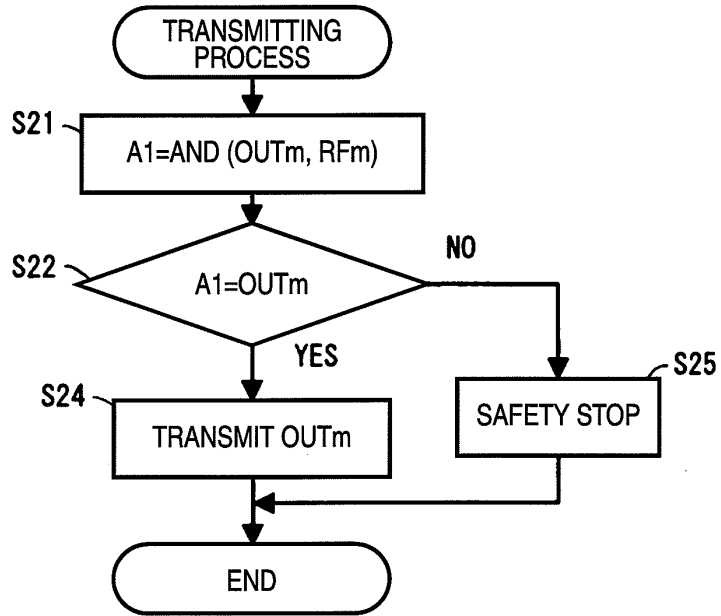 TRANSMITTING
PROCESS
S21
A1=AND (OUTm, RFm)
S22
A1=OUTm
NO
YES
S24
TRANSMIT OUTm
S25
SAFETY STOP
END